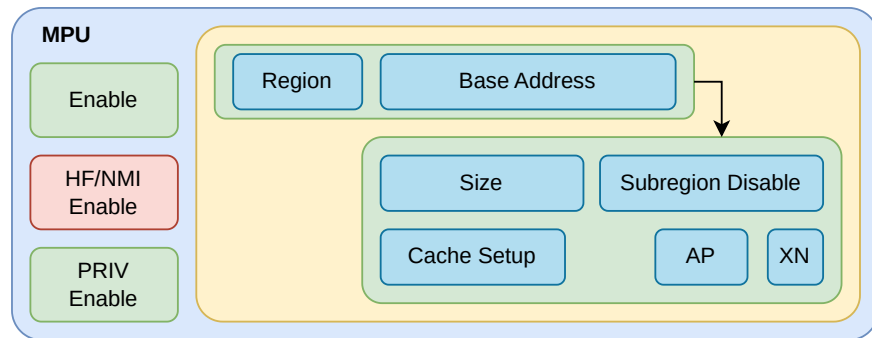 MPU
Enable
HF/NMI
Enable
PRIV
Enable
Region
Base Address
Size
Subregion Disable
Cache Setup
AP
XN